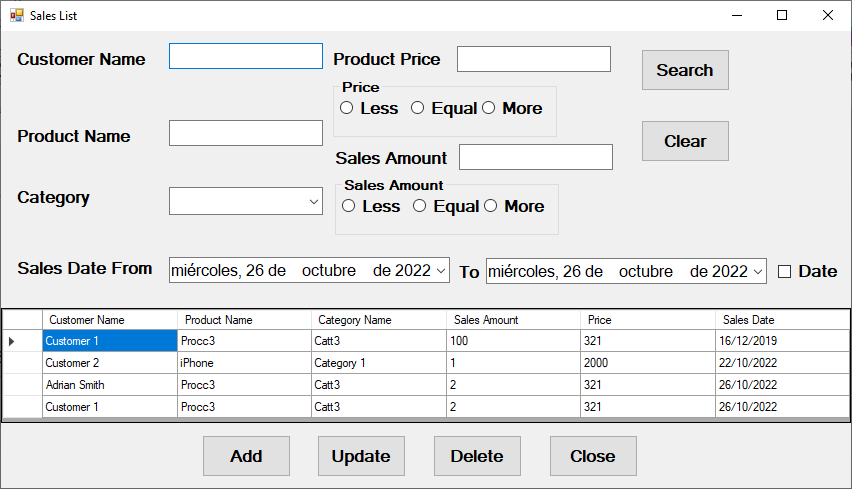 Sales List
Customer Name
Product Price
Search
Price
Less Equal More
Product Name
Clear
Sales Amount
Category
Sales Amount
Less Equal More
Sales Date From miércoles, 26 de octubre de 2022 To miércoles, 26 de octubre de 2022 Date
Customer Name Product Name Category Name Sales Amount Price Sales Date
Customer 1 Procc3 Catt3 100 321 16/12/2019
Customer 2 iPhone Category 1 1 2000 22/10/2022
Adrian Smith Procc3 Catt3 2 321 26/10/2022
Customer 1 Procc3 Catt3 2 321 26/10/2022
Add Update Delete Close